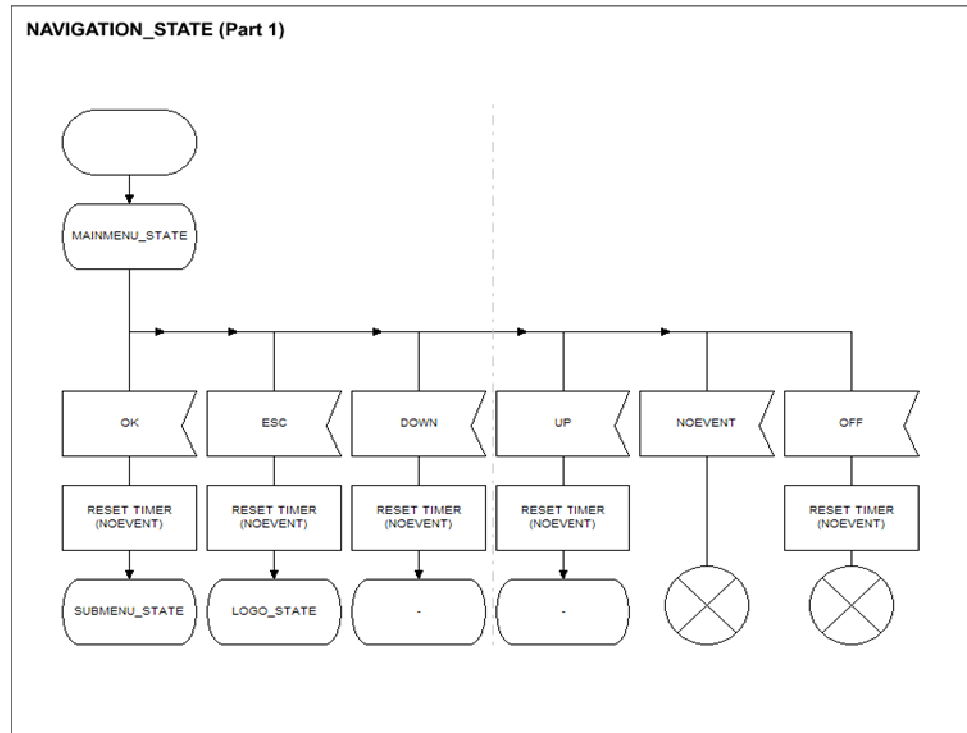 NAVIGATION_STATE (Part 1)
MAINMENU_STATE
OK
ESC
DOWN
UP
NOEVENT
OFF
RESET TIMER
(NOEVENT)
RESET TIMER
(NOEVENT)
RESET TIMER
(NOEVENT)
RESET TIMER
(NOEVENT)
RESET TIMER
(NOEVENT)
SUBMENU_STATE
LOGO_STATE
-
-